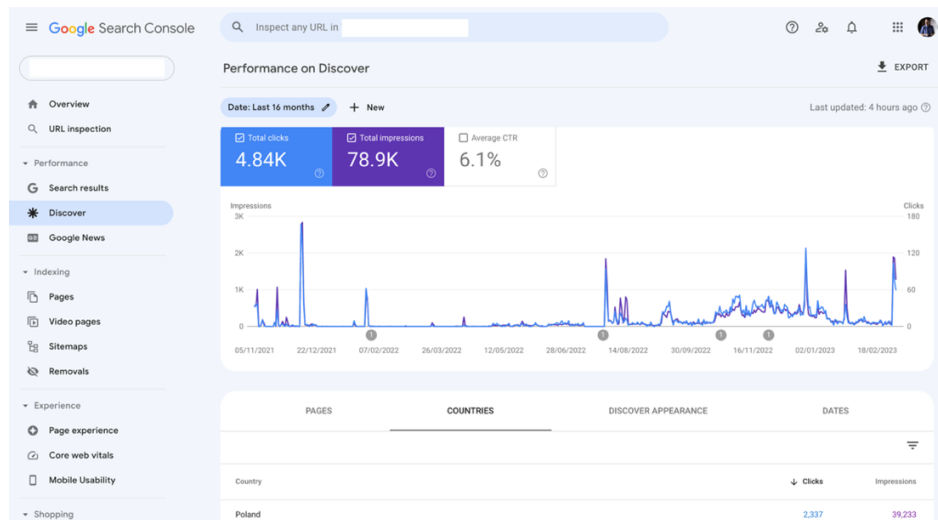 Google Search Console
Inspect any URL in
Performance on Discover
EXPORT
Date: Last 16 months
+ New
Last updated: 4 hours ago
Overview
URL inspection
Performance
Search results
Discover
Google News
Indexing
Pages
Video pages
Sitemaps
Removals
Experience
Page experience
Core web vitals
Mobile Usability
Shopping
Total clicks
4.84K
Total impressions
78.9K
Average CTR
6.1%
Impressions
Clicks
3K
180
2K
120
1K
60
0
0
1
1
1
1
05/11/2021
22/12/2021
07/02/2022
26/03/2022
12/05/2022
28/06/2022
14/08/2022
30/09/2022
16/11/2022
02/01/2023
18/02/2023
PAGES
COUNTRIES
DISCOVER APPEARANCE
DATES
Country
Clicks
Impressions
Poland
2,337
39,233